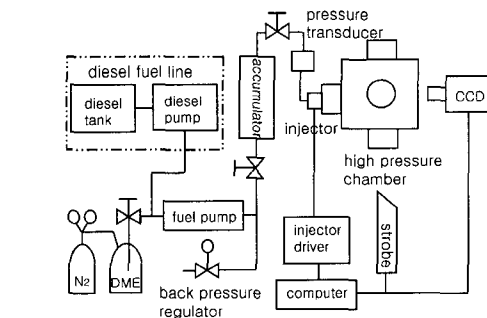 pressure
transducer
diesel fuel line
diesel
tank
diesel
pump
accumulator
injector
CCD
high pressure
chamber
fuel pump
strobe
injector
driver
N2
DME
back pressure
regulator
computer